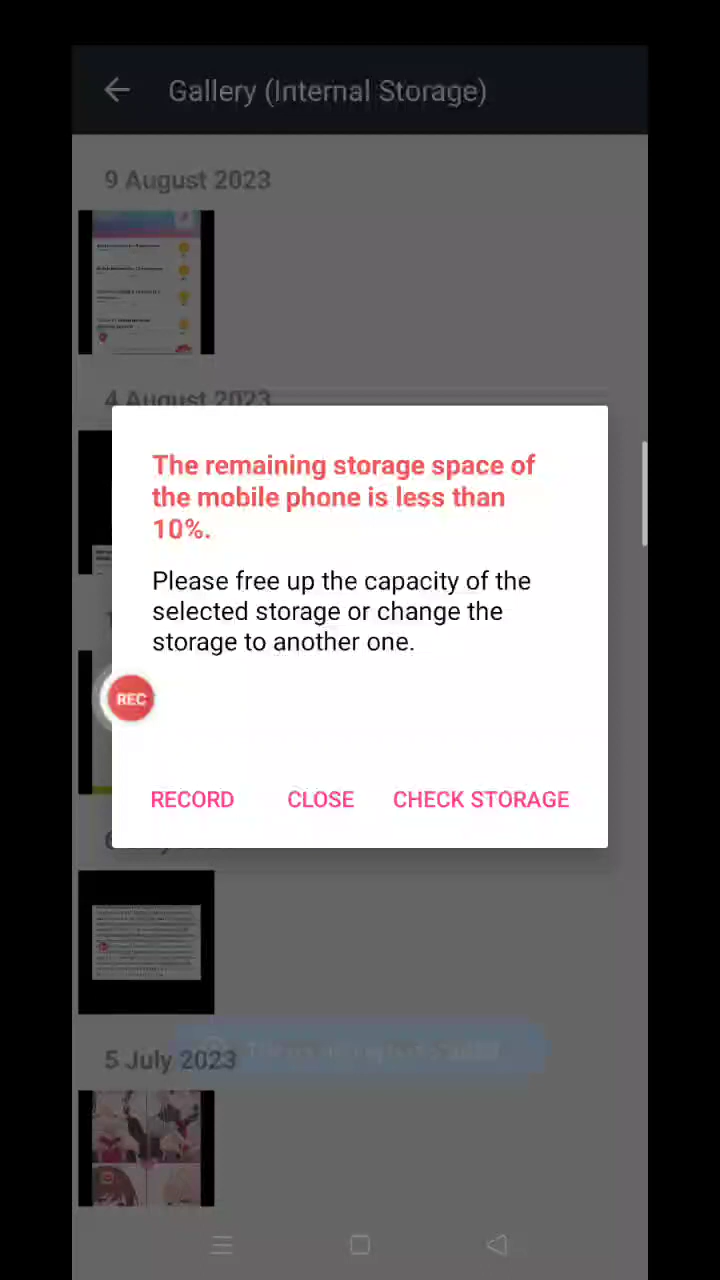 Gallery (Internal Storage)
9 August 2023
4 August 2023
The remaining storage space of
the mobile phone is less than
10%.
Please free up the capacity of the
selected storage or change the
storage to another one.
REC
RECORD
CLOSE
CHECK STORAGE
5 July 2023